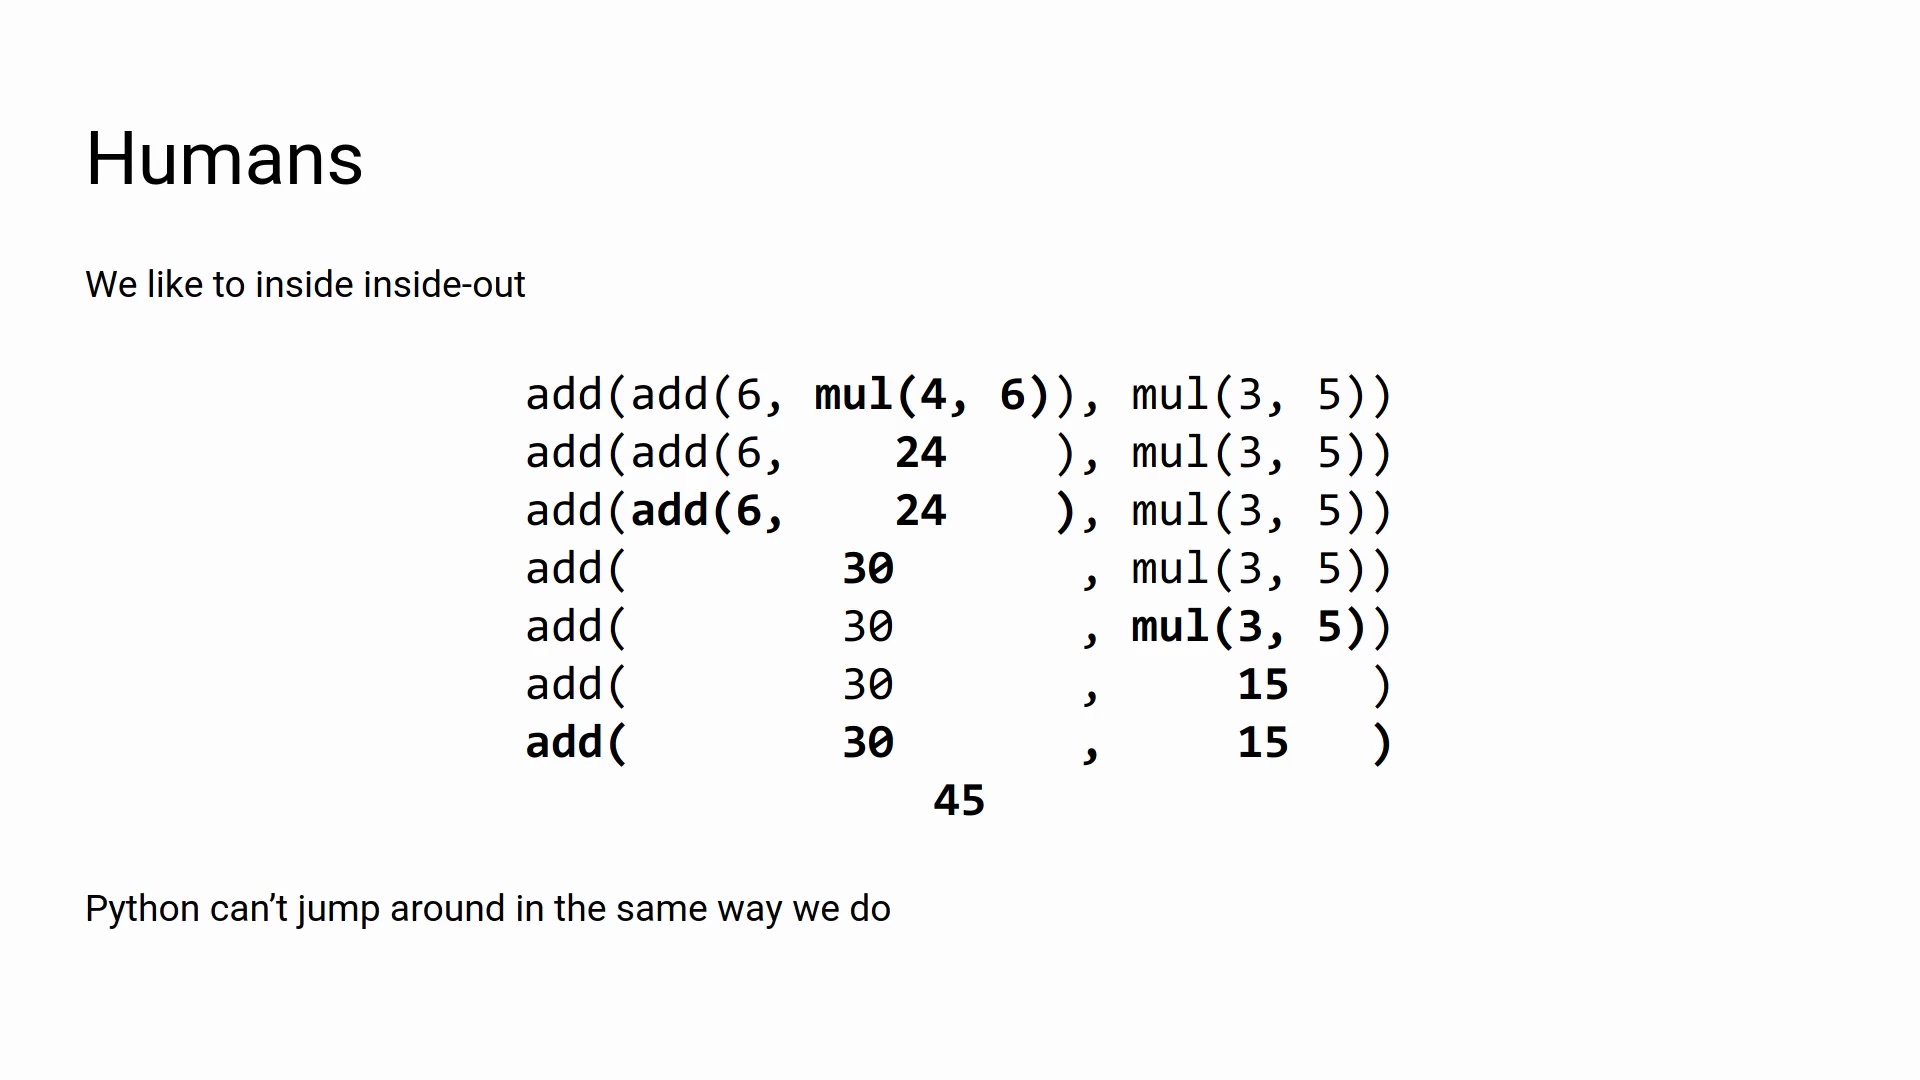 Humans
We like to inside inside-out
add(add(6, mul(4, 6)), mul(3, 5))
add(add(6,    24    ), mul(3, 5))
add(add(6,    24    ), mul(3, 5))
add(        30       , mul(3, 5))
add(        30       , mul(3, 5))
add(        30       ,     15   )
add(        30       ,     15   )
45
Python can’t jump around in the same way we do